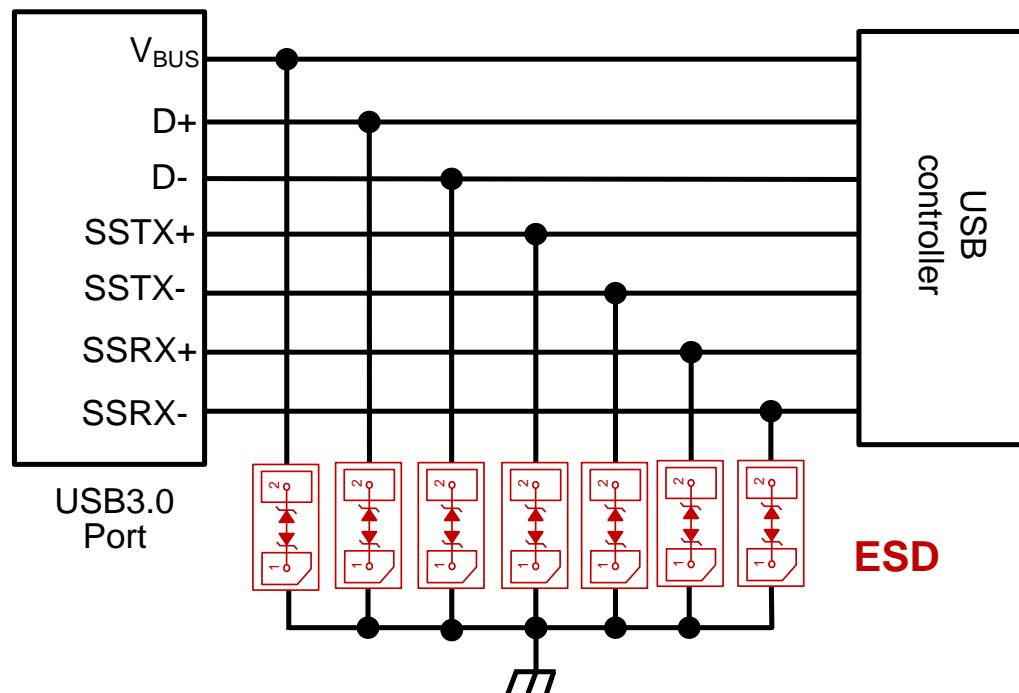 VBUS
D+
D-
SSTX+
SSTX-
SSRX+
SSRX-
USB3.0
Port
USB
controller
2
2
2
2
2
2
2
1
1
1
1
1
1
1
ESD